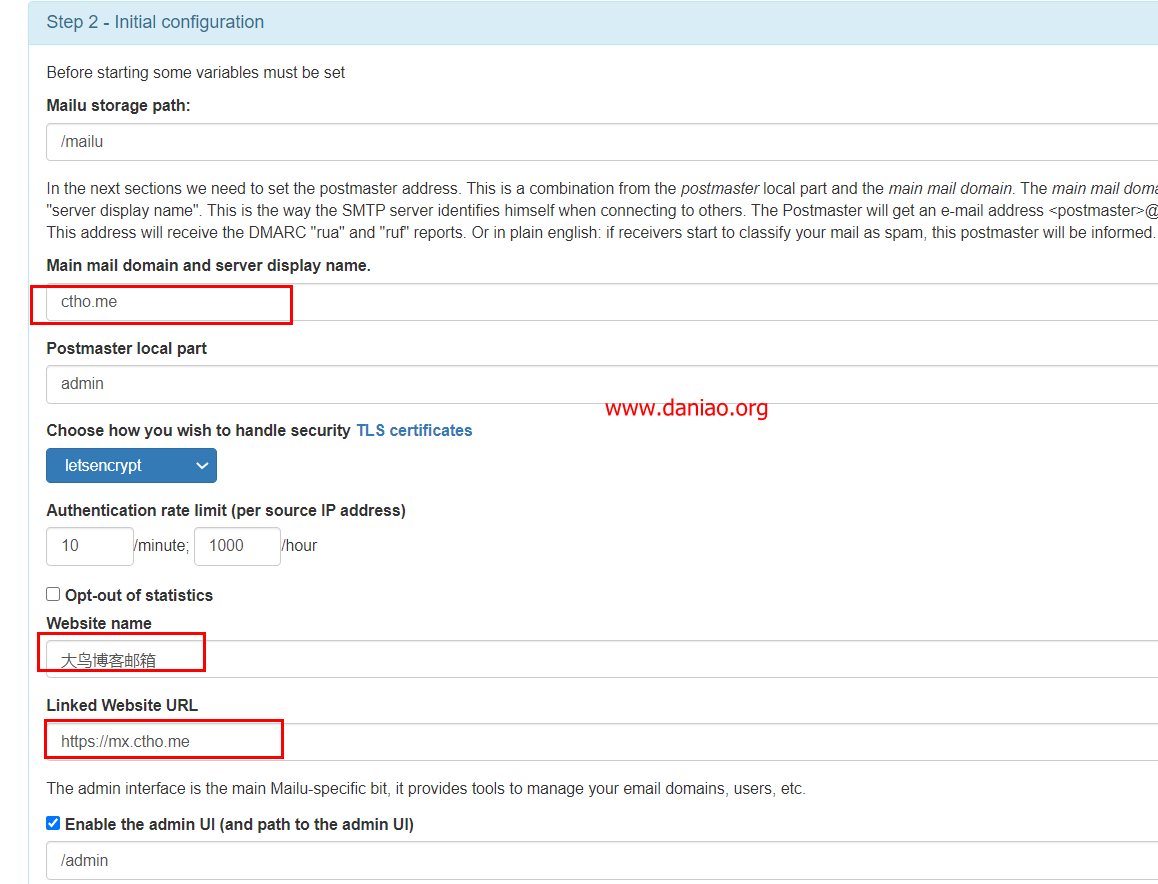 Step 2 - Initial configuration
Before starting some variables must be set
Mailu storage path:
/mailu
In the next sections we need to set the postmaster address. This is a combination from the postmaster local part and the main mail domain. The main mail
"server display name". This is the way the SMTP server identifies himself when connecting to others. The Postmaster will get an e-mail address <postmaster>@
This address will receive the DMARC "rua" and "ruf" reports. Or in plain english: if receivers start to classify your mail as spam, this postmaster will be informed.
Main mail domain and server display name.
ctho.me
Postmaster local part
admin
www.daniao.org
Choose how you wish to handle security TLS certificates
letsencrypt
Authentication rate limit (per source IP address)
10 /minute; 1000 /hour
Opt-out of statistics
Website name
大鸟博客邮箱
Linked Website URL
https://mx.ctho.me
The admin interface is the main Mailu-specific bit, it provides tools to manage your email domains, users, etc.
Enable the admin UI (and path to the admin UI)
/admin